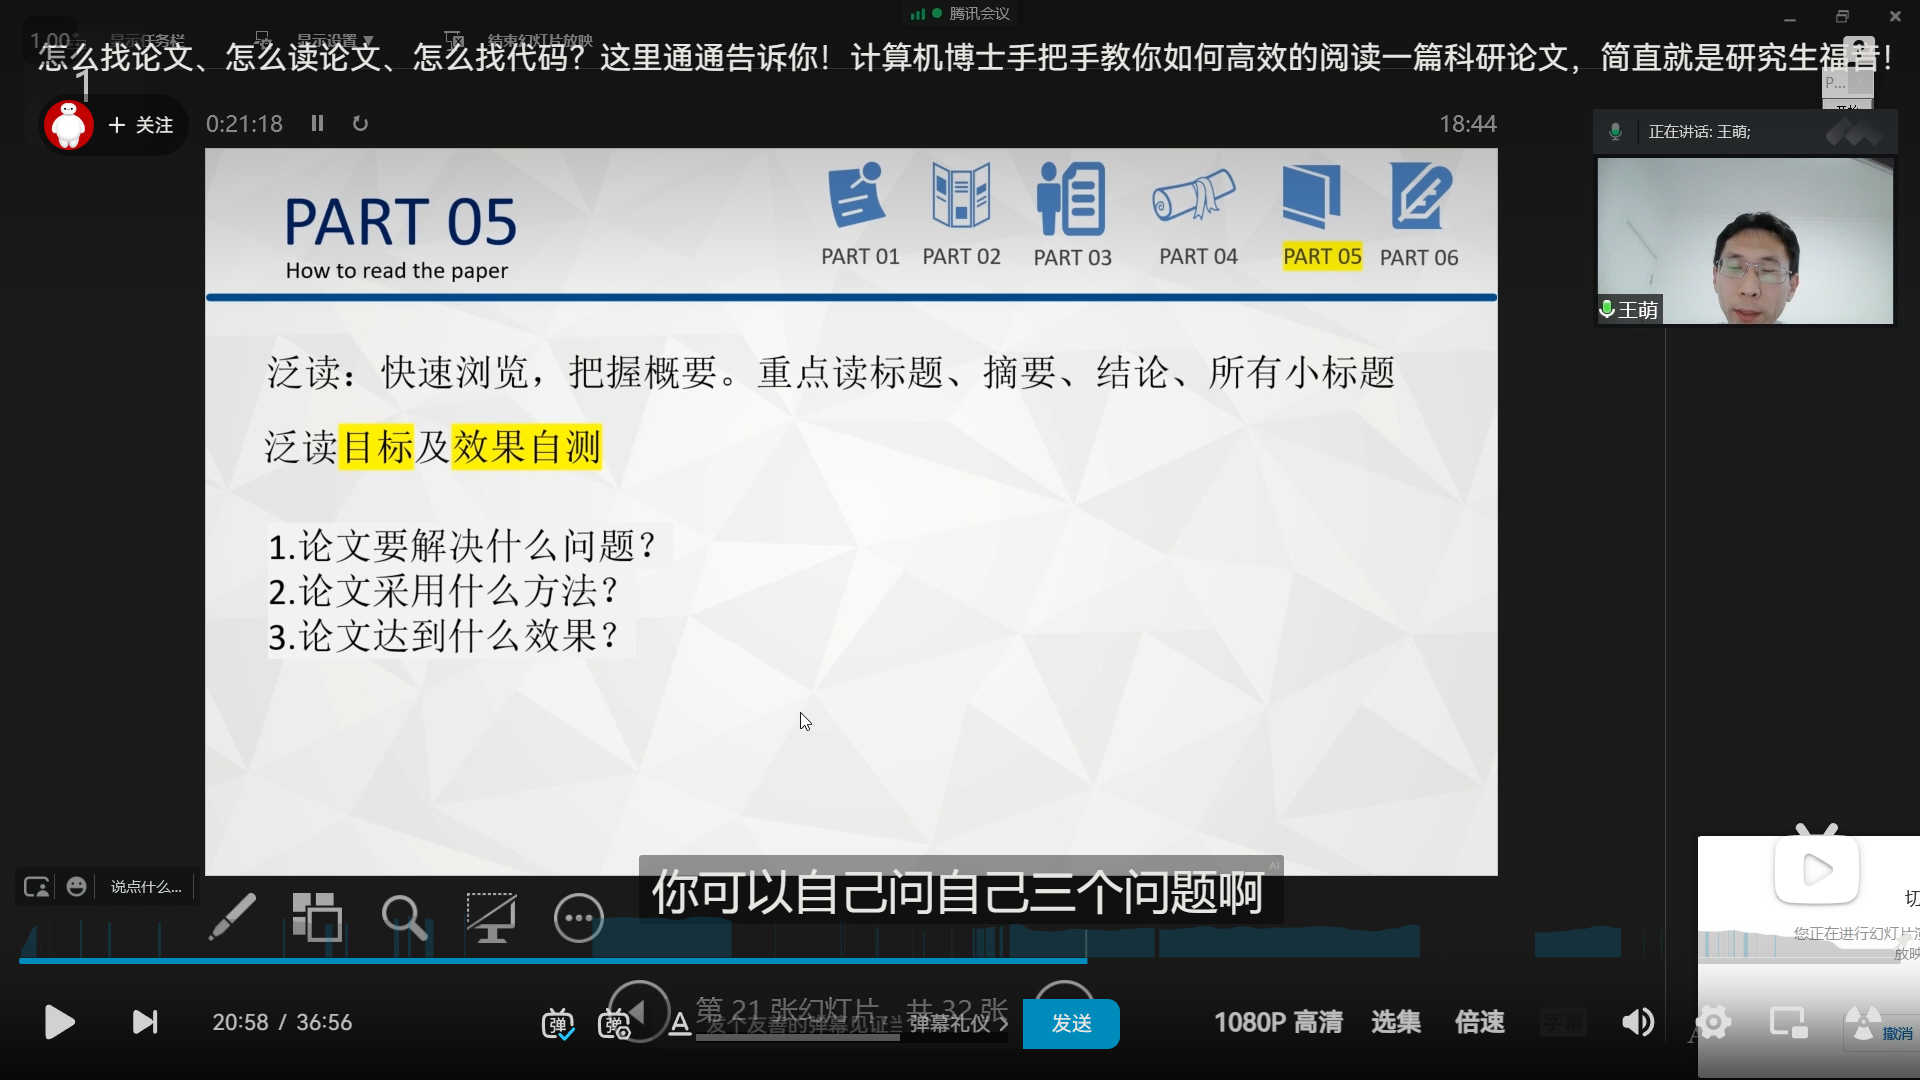 腾讯会议
1.00
显示任务栏
显示设置 ▼
结束幻灯片放映
怎么找论文、怎么读论文、怎么找代码？这里通通告诉你！计算机博士手把手教你如何高效的阅读一篇科研论文，简直就是研究生福音！
1
P...
+ 关注
0:21:18
18:44
正在讲话: 王萌;
王萌
PART 05
How to read the paper
PART 01
PART 02
PART 03
PART 04
PART 05
PART 06
泛读：快速浏览，把握概要。重点读标题、摘要、结论、所有小标题
泛读目标及效果自测
1.论文要解决什么问题？
2.论文采用什么方法？
3.论文达到什么效果？
AI
你可以自己问自己三个问题啊
说点什么...
切
您正在进行幻灯片演
放映
第 21 张幻灯片，共 32 张
20:58 / 36:56
弹
弹
A
发个友善的弹幕见证当
弹幕礼仪 >
发送
1080P 高清
选集
倍速
字幕
撤消